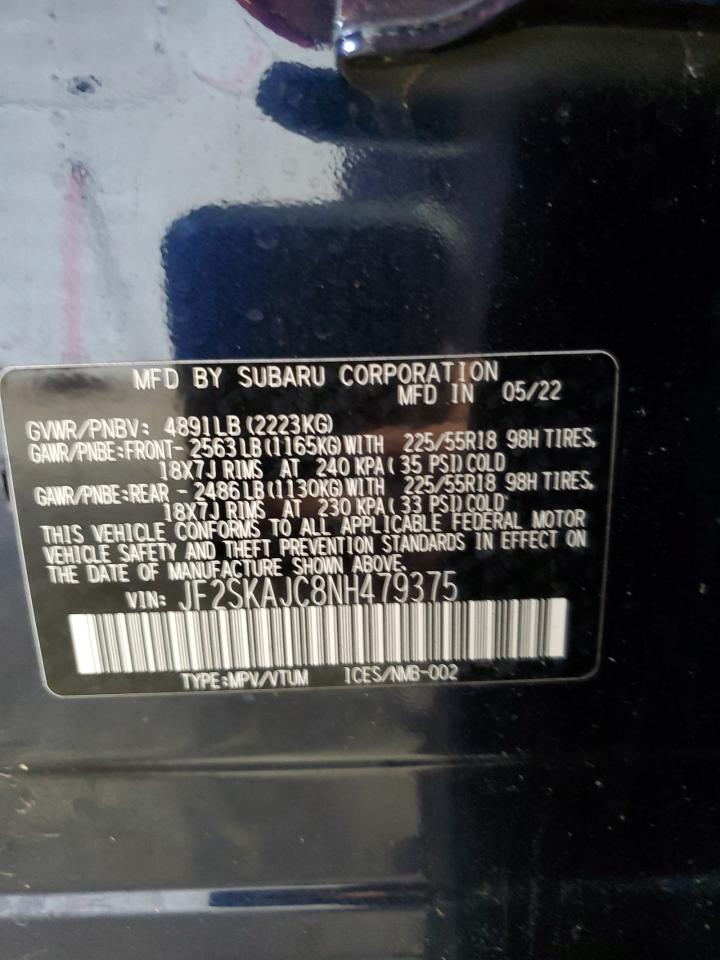 MFD BY SUBARU CORPORATION
MFD IN 05/22
GVWR/PNBV: 4891LB (2223KG)
GAWR/PNBE:FRONT- 2563LB(1165KG)WITH 225/55R18 98H TIRES,
18X7J RIMS AT 240 KPA ( 35 PSI)COLD
GAWR/PNBE:REAR - 2486LB(1130KG)WITH 225/55R18 98H TIRES,
18X7J RIMS AT 230 KPA ( 33 PSI)COLD
THIS VEHICLE CONFORMS TO ALL APPLICABLE FEDERAL MOTOR
VEHICLE SAFETY AND THEFT PREVENTION STANDARDS IN EFFECT ON
THE DATE OF MANUFACTURE SHOWN ABOVE.
VIN: JF2SKAJC8NH479375
TYPE:MPV/VTUM ICES/NMB-002